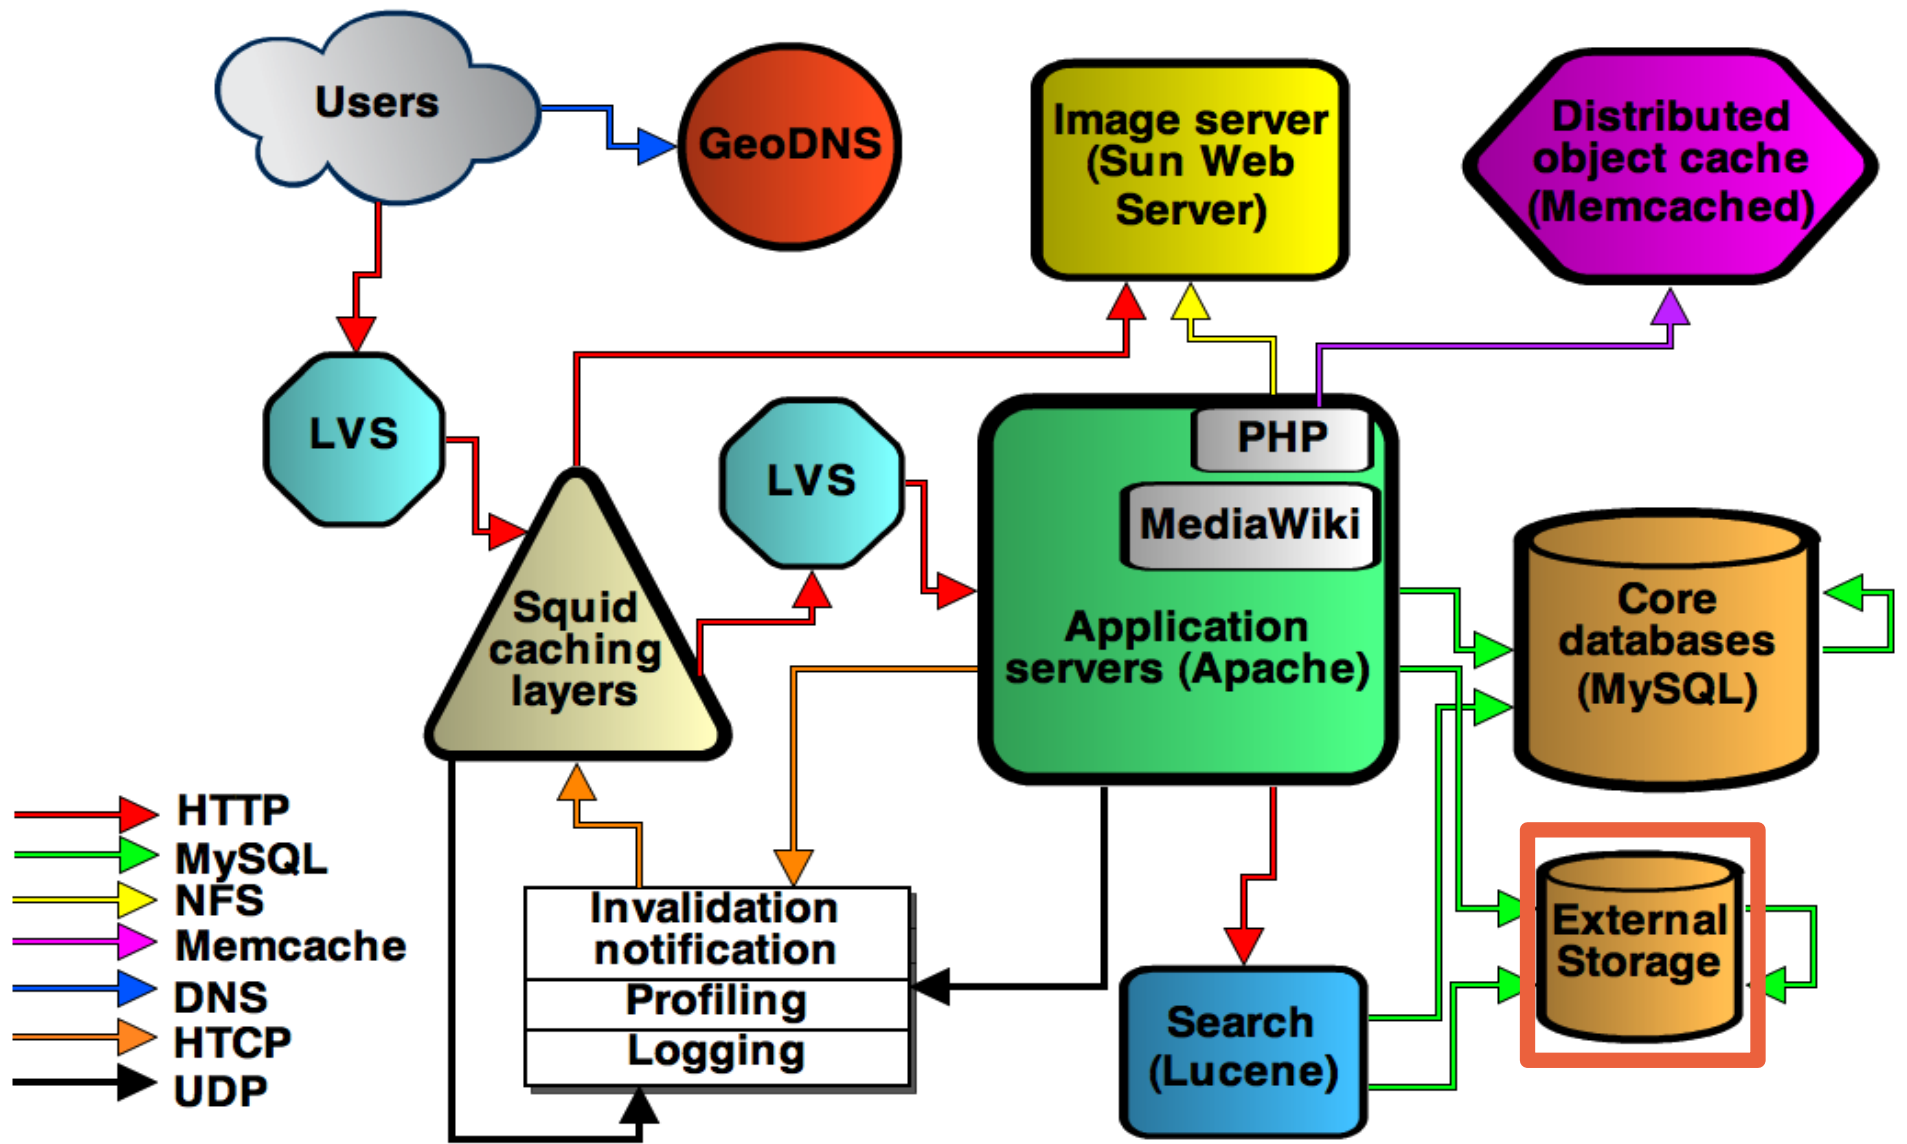 Users
GeoDNS
Image server
(Sun Web
Server)
Distributed
object cache
(Memcached)
LVS
LVS
PHP
MediaWiki
Application
servers (Apache)
Squid
caching
layers
Core
databases
(MySQL)
External
Storage
Invalidation
notification
Profiling
Logging
Search
(Lucene)
HTTP
MySQL
NFS
Memcache
DNS
HTCP
UDP